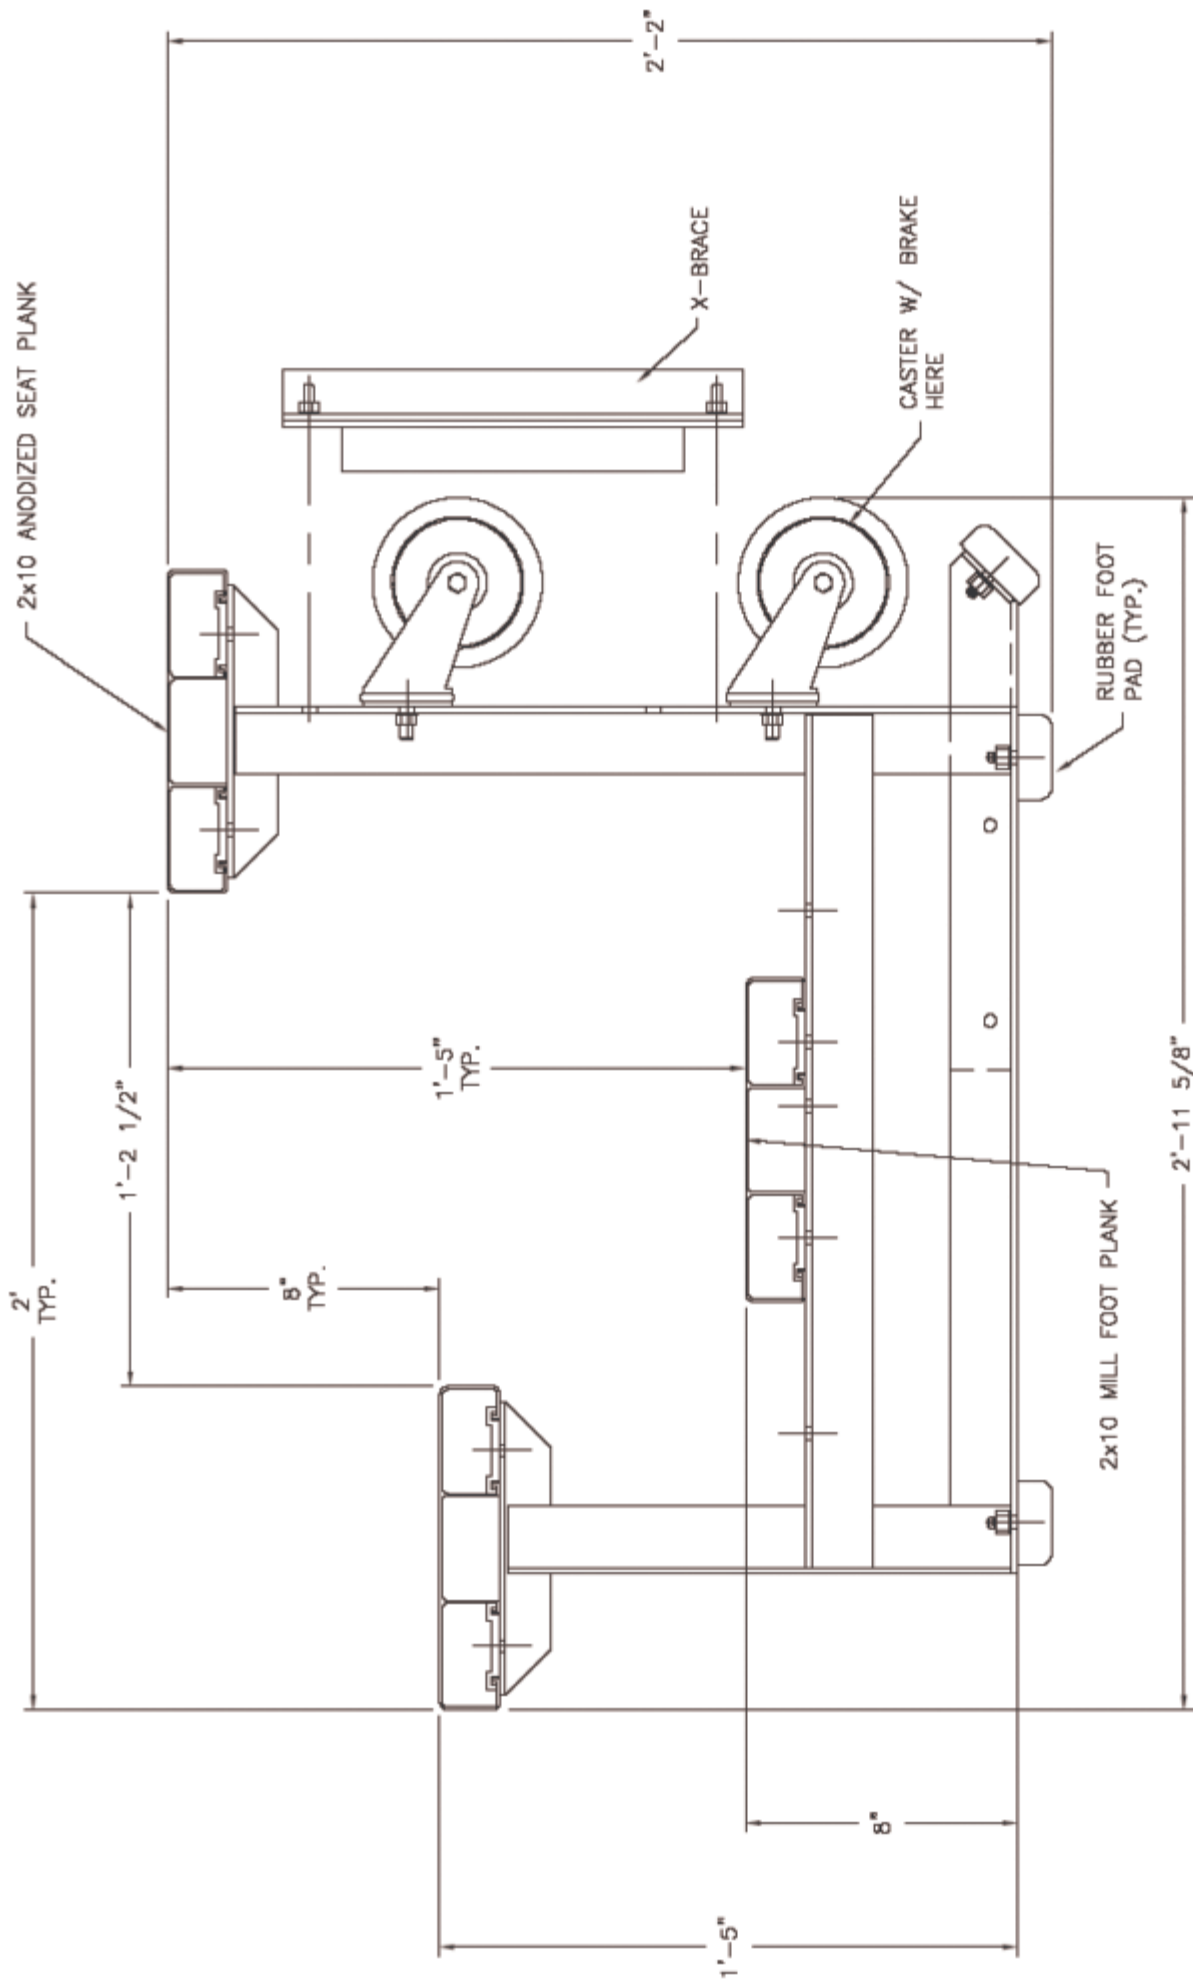 2x10 ANODIZED SEAT PLANK
2'
TYP.
1'-2 1/2"
8"
TYP.
1'-5"
TYP.
2'-2"
X-BRACE
CASTER W/ BRAKE
HERE
RUBBER FOOT
PAD (TYP.)
2x10 MILL FOOT PLANK
2'-11 5/8"
8"
1'-5"